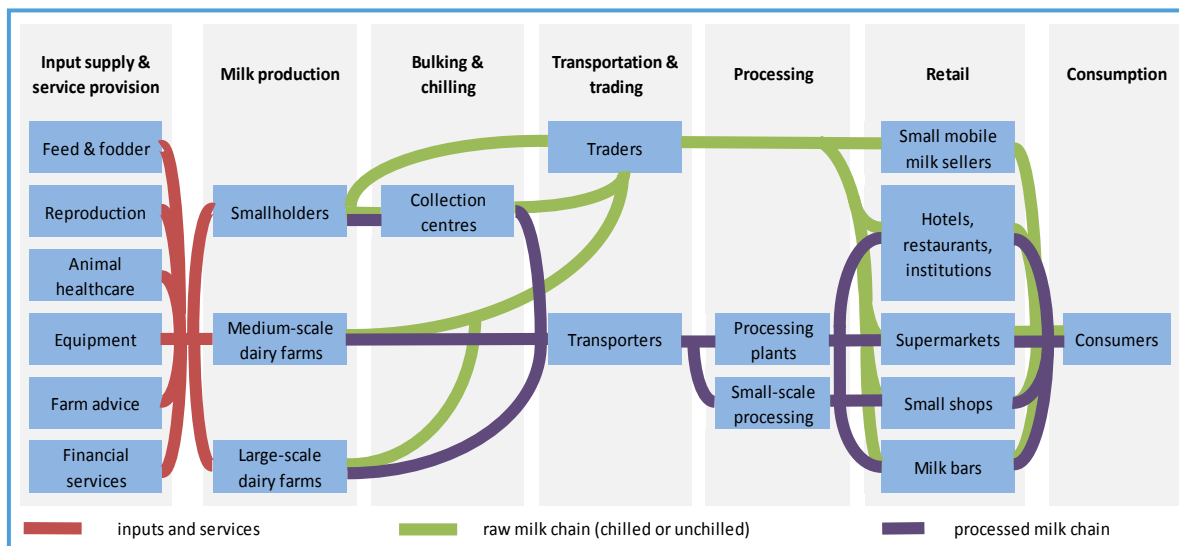 Input supply &
service provision
Milk production
Bulking &
chilling
Transportation &
trading
Processing
Retail
Consumption
Feed & fodder
Reproduction
Animal
healthcare
Equipment
Farm advice
Financial
services
Smallholders
Medium-scale
dairy farms
Large-scale
dairy farms
Collection
centres
Traders
Transporters
Processing
plants
Small-scale
processing
Small mobile
milk sellers
Hotels,
restaurants,
institutions
Supermarkets
Small shops
Milk bars
Consumers
inputs and services
raw milk chain (chilled or unchilled)
processed milk chain